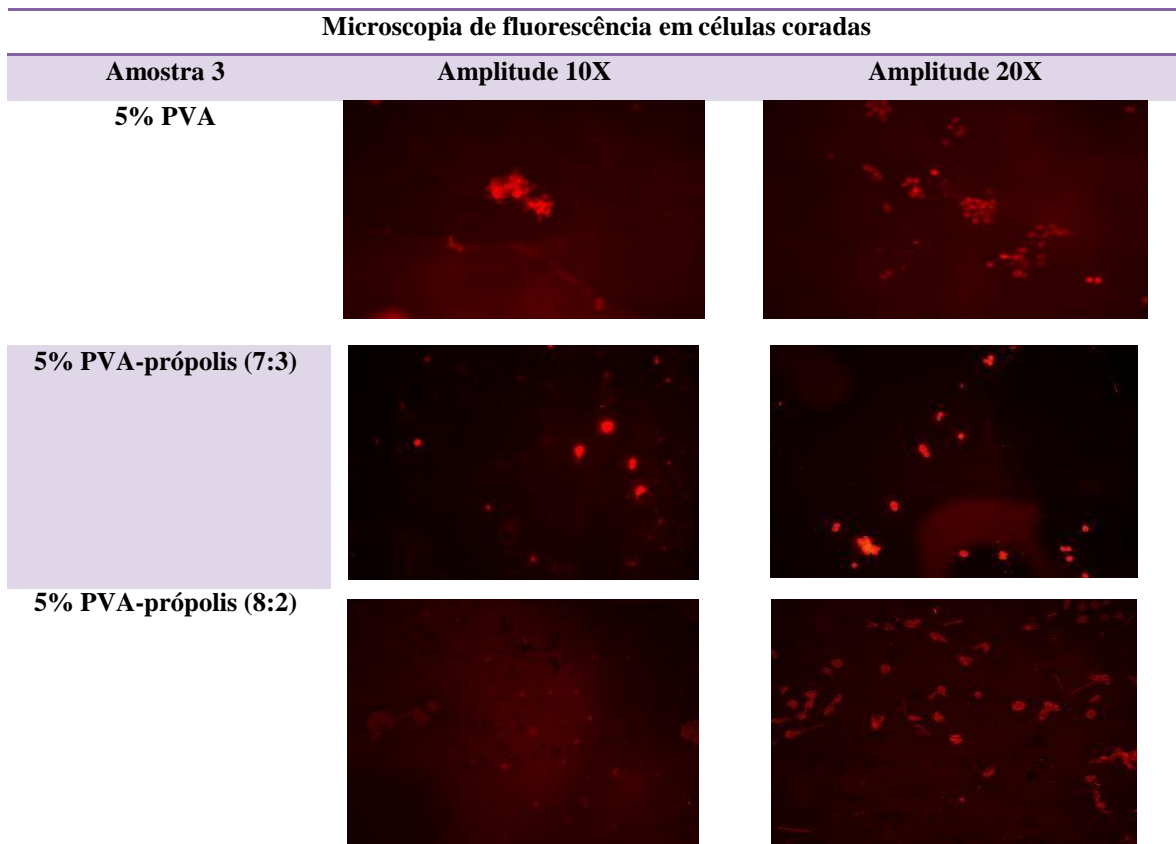 Microscopia de fluorescência em células coradas
Amostra 3 Amplitude 10X Amplitude 20X
5% PVA
5% PVA-própolis (7:3)
5% PVA-própolis (8:2)